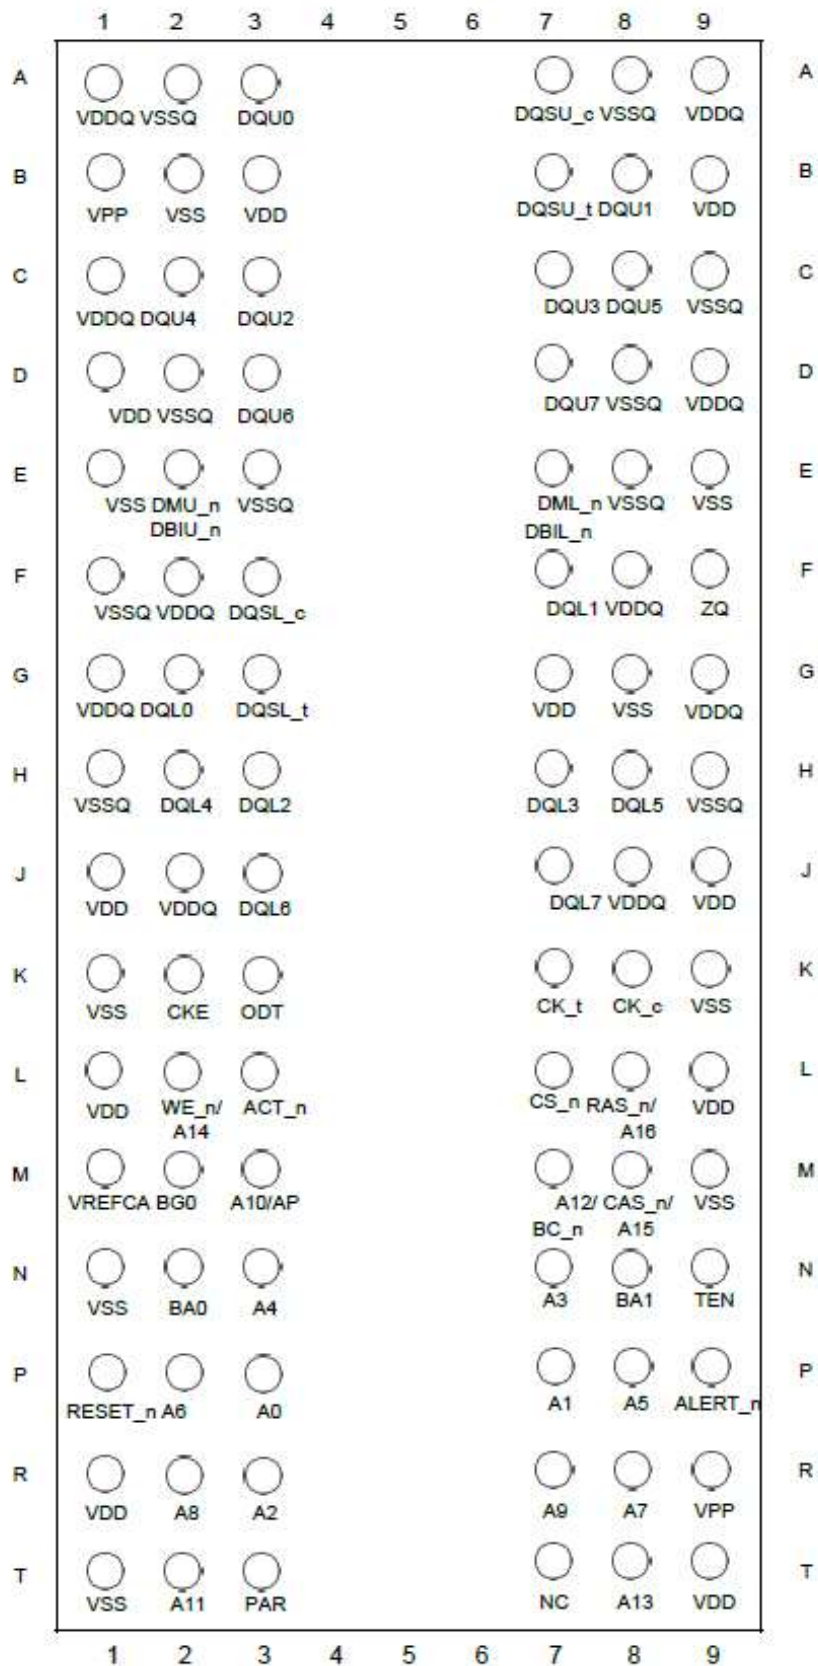 1 2 3 4 5 6 7 8 9
A A
VDDQ VSSQ DQU0 DQSU_c VSSQ VDDQ
B B
VPP VSS VDD DQSU_t DQU1 VDD
C C
VDDQ DQU4 DQU2 DQU3 DQU5 VSSQ
D D
VDD VSSQ DQU6 DQU7 VSSQ VDDQ
E E
VSS DMU_n VSSQ DML_n VSSQ VSS
DBIU_n DBIL_n
F F
VSSQ VDDQ DQSL_c DQL1 VDDQ ZQ
G G
VDDQ DQL0 DQSL_t VDD VSS VDDQ
H H
VSSQ DQL4 DQL2 DQL3 DQL5 VSSQ
J J
VDD VDDQ DQL6 DQL7 VDDQ VDD
K K
VSS CKE ODT CK_t CK_c VSS
L L
VDD WE_n/ ACT_n CS_n RAS_n/ VDD
A14 A16
M M
VREFCA BG0 A10/AP A12/ CAS_n/ VSS
BC_n A15
N N
VSS BA0 A4 A3 BA1 TEN
P P
RESET_n A6 A0 A1 A5 ALERT_n
R R
VDD A8 A2 A9 A7 VPP
T T
VSS A11 PAR NC A13 VDD
1 2 3 4 5 6 7 8 9